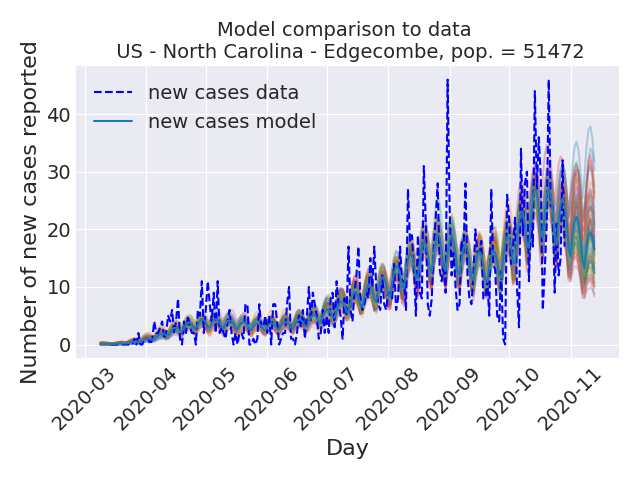 Model comparison to data
US - North Carolina - Edgecombe, pop. = 51472
new cases data
new cases model
Number of new cases reported
40
30
20
10
0
2020-03
2020-04
2020-05
2020-06
2020-07
2020-08
2020-09
2020-10
2020-11
Day